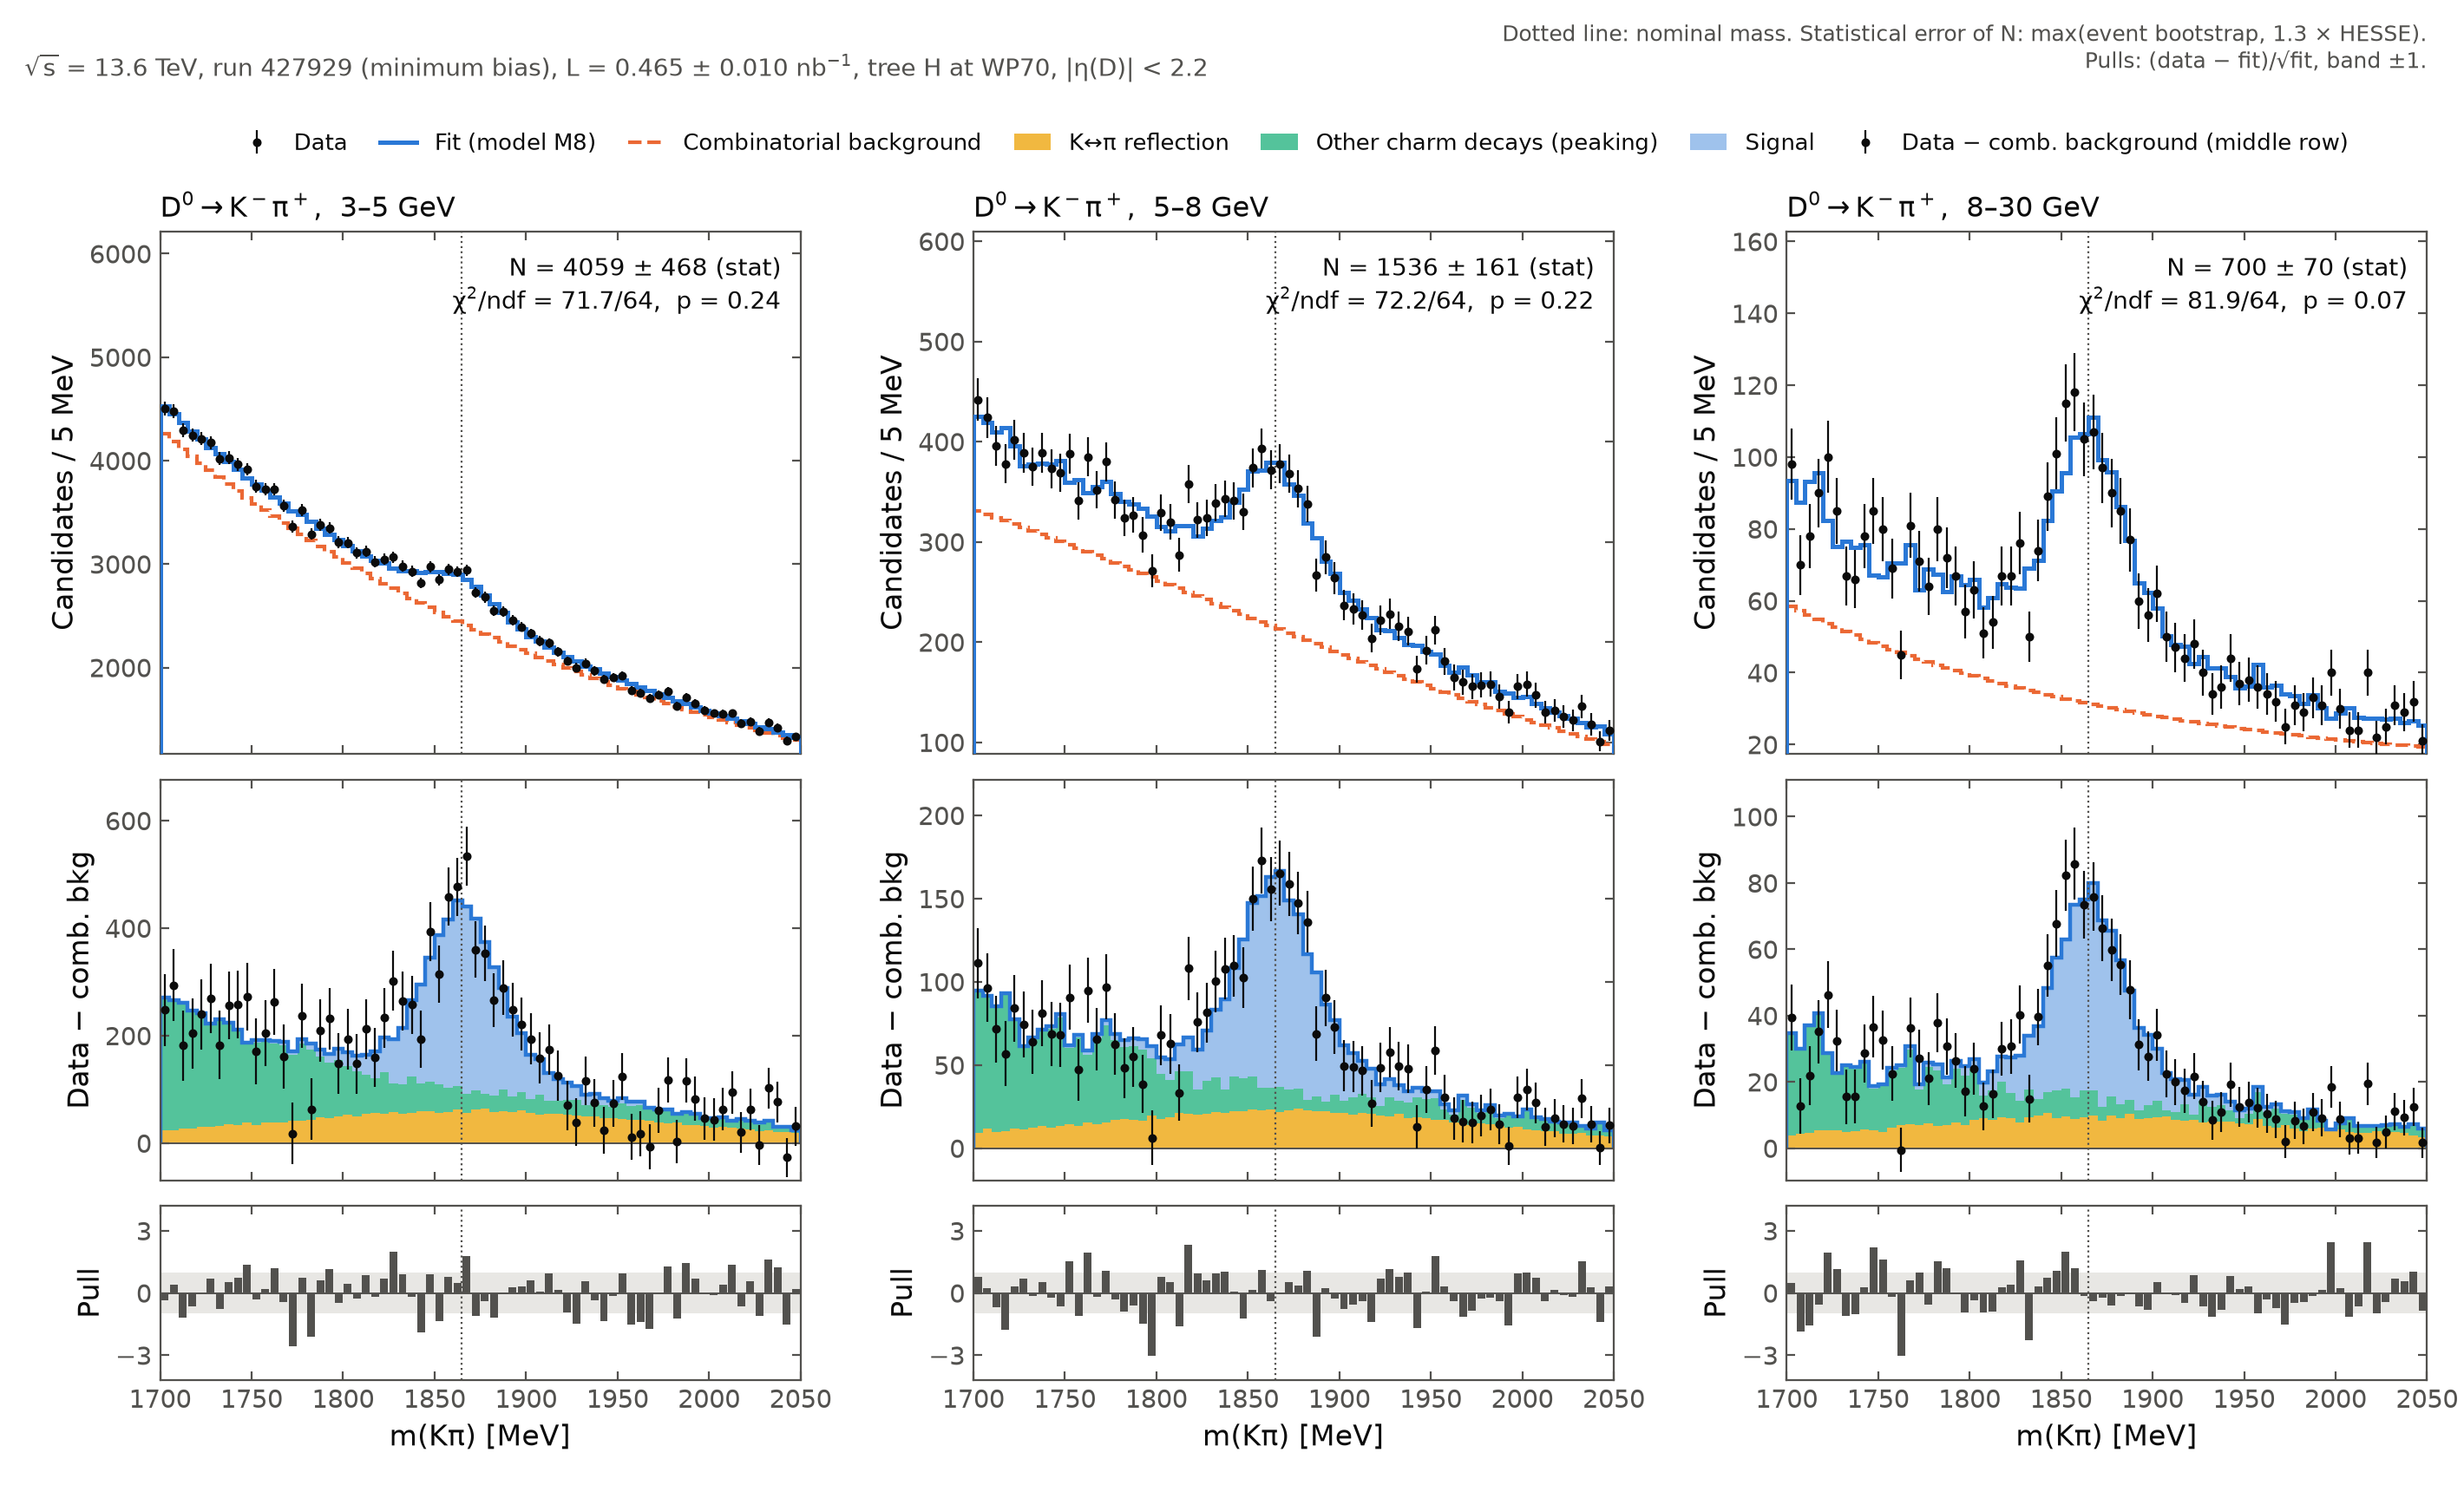 Dotted line: nominal mass. Statistical error of N: max(event bootstrap, 1.3 × HESSE).
√s = 13.6 TeV, run 427929 (minimum bias), L = 0.465 ± 0.010 nb⁻¹, tree H at WP70, |η(D)| < 2.2
Pulls: (data − fit)/√fit, band ±1.
Data
Fit (model M8)
Combinatorial background
K↔π reflection
Other charm decays (peaking)
Signal
Data − comb. background (middle row)
D⁰→K⁻π⁺, 3–5 GeV
N = 4059 ± 468 (stat)
χ²/ndf = 71.7/64, p = 0.24
Candidates / 5 MeV
6000
5000
4000
3000
2000
D⁰→K⁻π⁺, 5–8 GeV
N = 1536 ± 161 (stat)
χ²/ndf = 72.2/64, p = 0.22
Candidates / 5 MeV
600
500
400
300
200
100
D⁰→K⁻π⁺, 8–30 GeV
N = 700 ± 70 (stat)
χ²/ndf = 81.9/64, p = 0.07
Candidates / 5 MeV
160
140
120
100
80
60
40
20
Data − comb. bkg
600
400
200
0
Data − comb. bkg
200
150
100
50
0
Data − comb. bkg
100
80
60
40
20
0
Pull
3
0
−3
1700 1750 1800 1850 1900 1950 2000 2050
m(Kπ) [MeV]
Pull
3
0
−3
1700 1750 1800 1850 1900 1950 2000 2050
m(Kπ) [MeV]
Pull
3
0
−3
1700 1750 1800 1850 1900 1950 2000 2050
m(Kπ) [MeV]